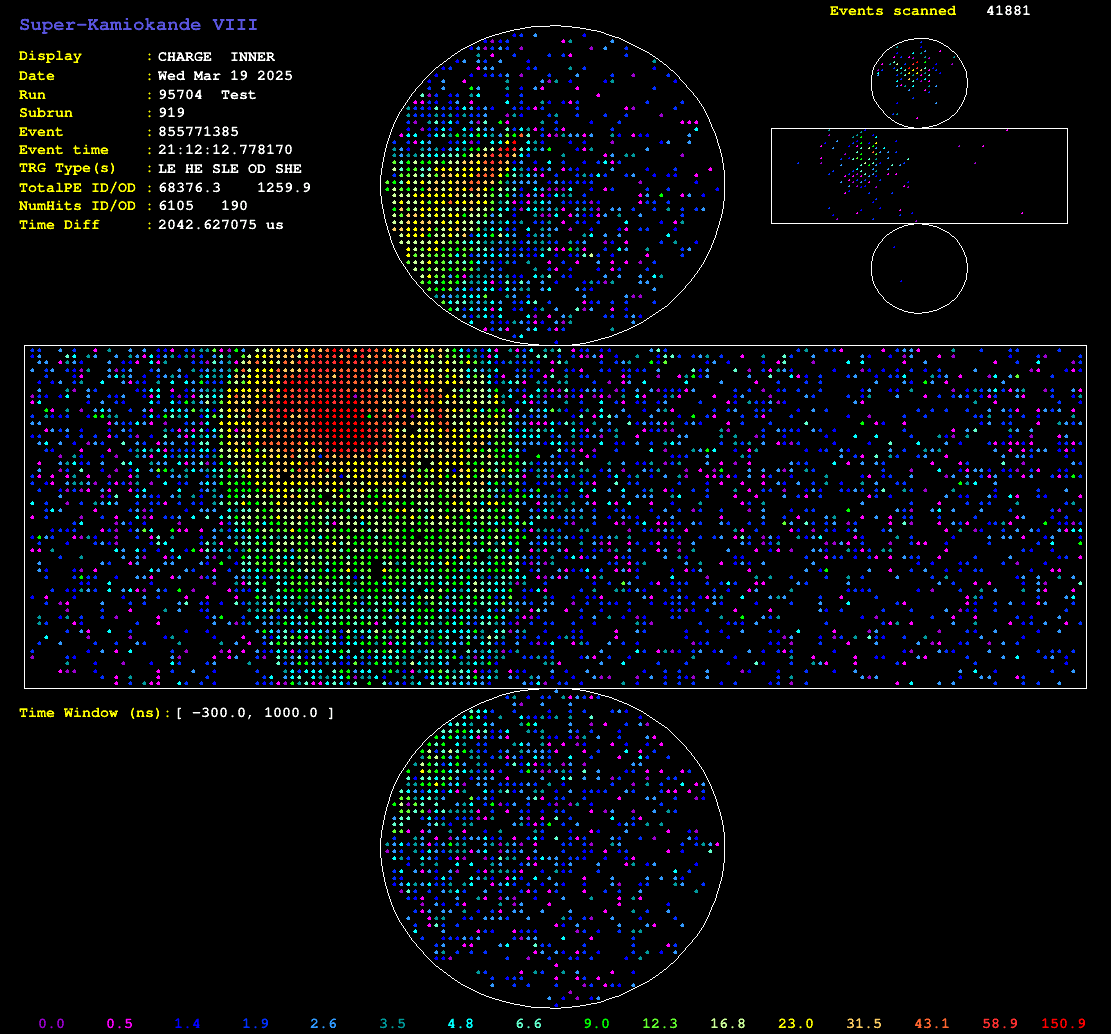 Super-Kamiokande VIII
Events scanned 41881
Display : CHARGE INNER
Date : Wed Mar 19 2025
Run : 95704 Test
Subrun : 919
Event : 855771385
Event time : 21:12:12.778170
TRG Type(s) : LE HE SLE OD SHE
TotalPE ID/OD : 68376.3 1259.9
NumHits ID/OD : 6105 190
Time Diff : 2042.627075 us
Time Window (ns):[ -300.0, 1000.0 ]
0.0 0.5 1.4 1.9 2.6 3.5 4.8 6.6 9.0 12.3 16.8 23.0 31.5 43.1 58.9 150.9